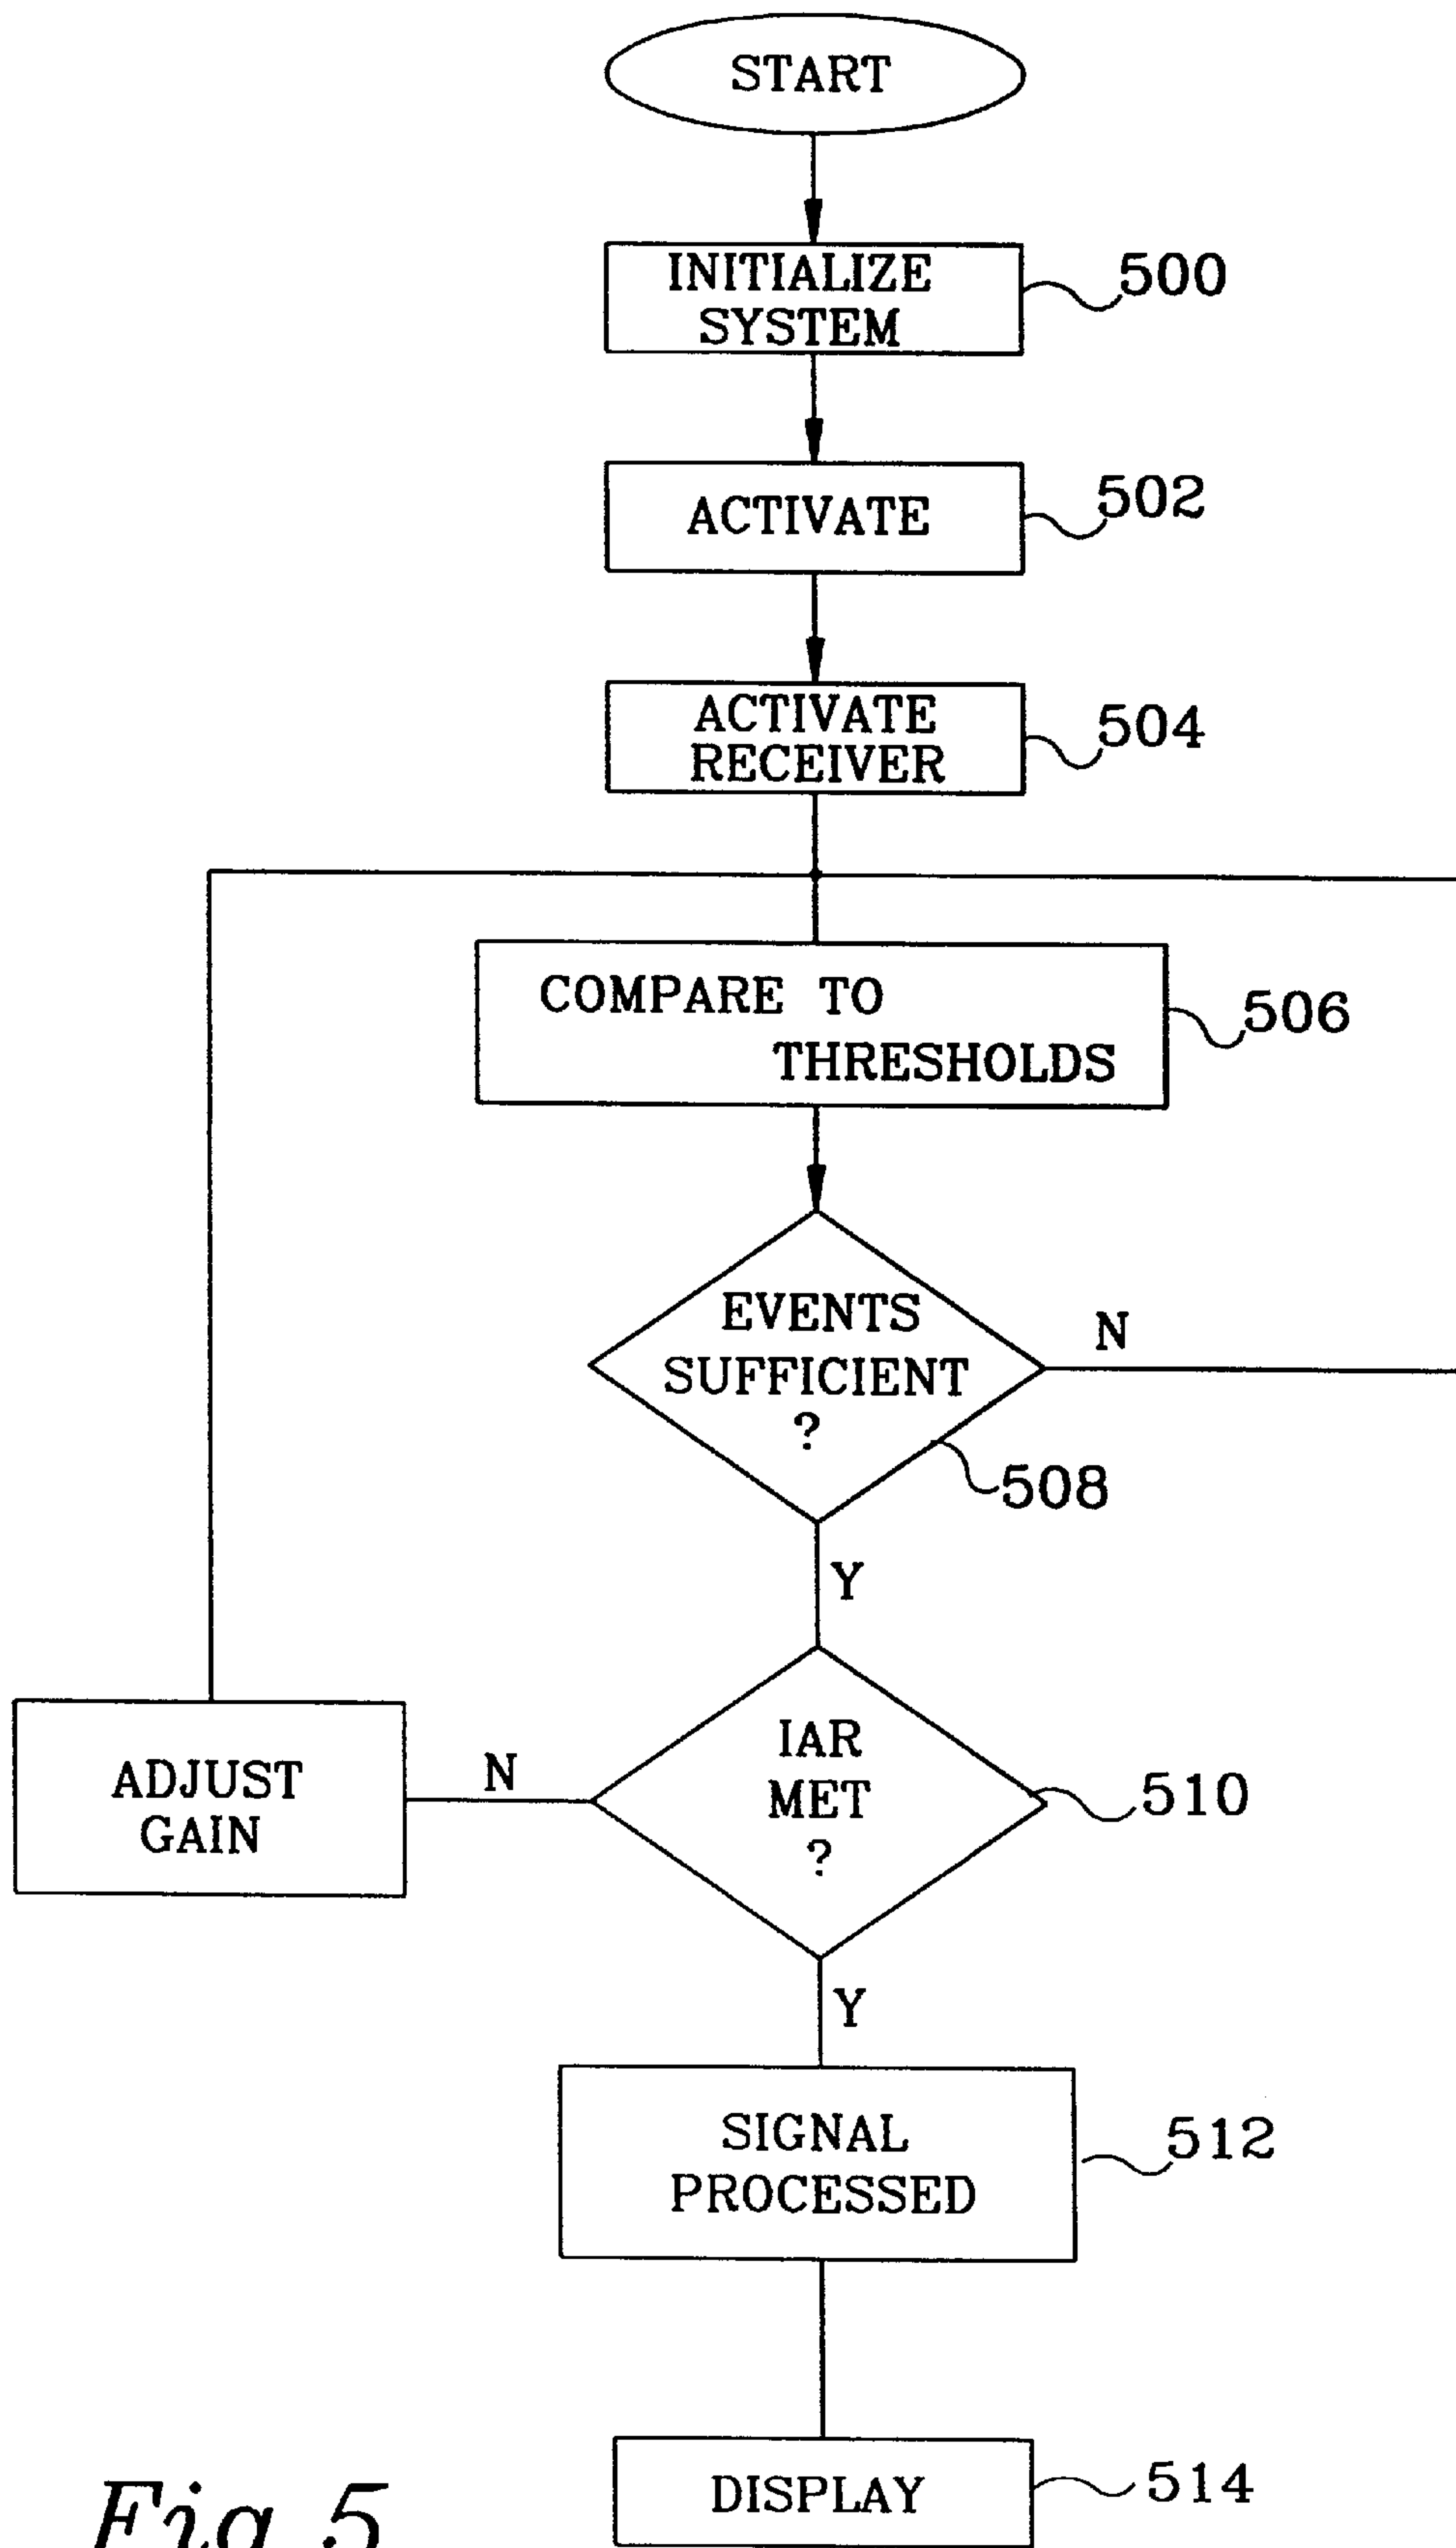 START
INITIALIZE
SYSTEM
500
ACTIVATE
502
ACTIVATE
RECEIVER
504
COMPARE TO
THRESHOLDS
506
EVENTS
SUFFICIENT
?
N
508
Y
IAR
MET
?
510
N
ADJUST
GAIN
Y
SIGNAL
PROCESSED
512
DISPLAY
514
Fig 5